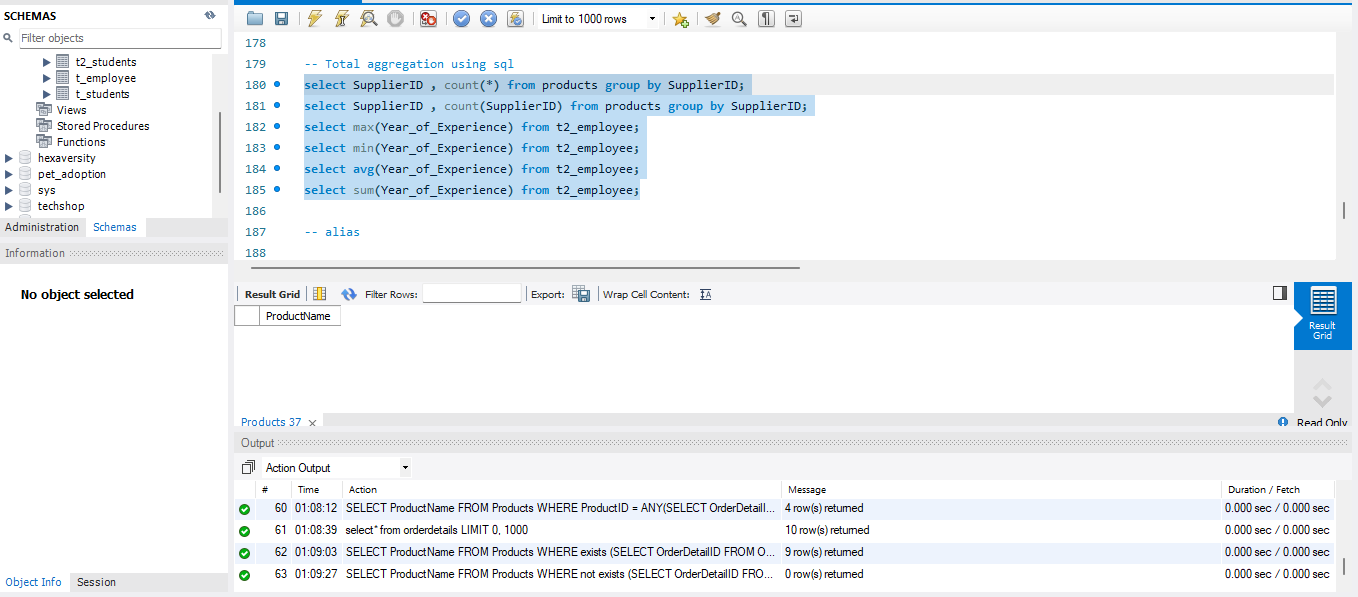 SCHEMAS
Filter objects
t2_students
t_employee
t_students
Views
Stored Procedures
Functions
hexaversity
pet_adoption
sys
techshop
Administration Schemas
Information
No object selected
Object Info Session
Limit to 1000 rows
178
179 -- Total aggregation using sql
180 select SupplierID , count(*) from products group by SupplierID;
181 select SupplierID , count(SupplierID) from products group by SupplierID;
182 select max(Year_of_Experience) from t2_employee;
183 select min(Year_of_Experience) from t2_employee;
184 select avg(Year_of_Experience) from t2_employee;
185 select sum(Year_of_Experience) from t2_employee;
186
187 -- alias
188
Result Grid Filter Rows: Export: Wrap Cell Content:
ProductName
Result
Grid
Products 37
Read Only
Output
Action Output
# Time Action Message Duration / Fetch
60 01:08:12 SELECT ProductName FROM Products WHERE ProductID = ANY(SELECT OrderDetailI... 4 row(s) returned 0.000 sec / 0.000 sec
61 01:08:39 select* from orderdetails LIMIT 0, 1000 10 row(s) returned 0.000 sec / 0.000 sec
62 01:09:03 SELECT ProductName FROM Products WHERE exists (SELECT OrderDetailID FROM O... 9 row(s) returned 0.000 sec / 0.000 sec
63 01:09:27 SELECT ProductName FROM Products WHERE not exists (SELECT OrderDetailID FRO... 0 row(s) returned 0.000 sec / 0.000 sec